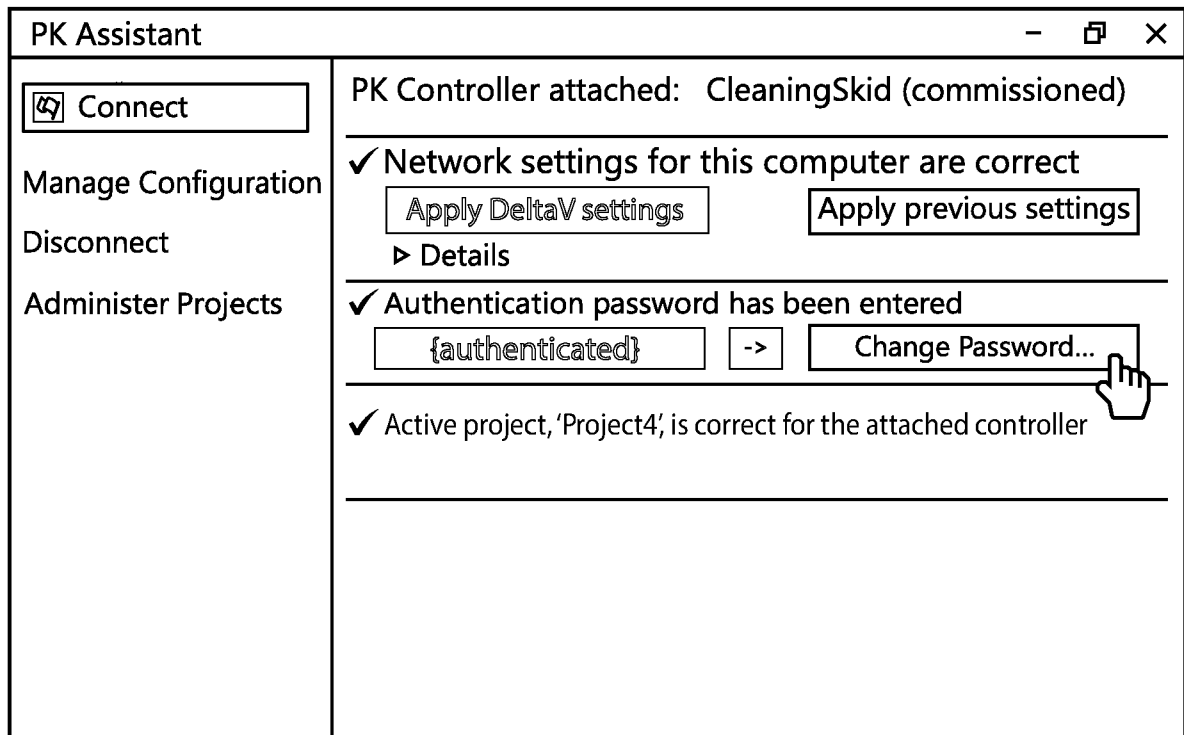 PK Assistant
Connect
Manage Configuration
Disconnect
Administer Projects
PK Controller attached: CleaningSkid (commissioned)
Network settings for this computer are correct
Apply DeltaV settings
Apply previous settings
Details
Authentication password has been entered
{authenticated}
->
Change Password...
Active project, 'Project4', is correct for the attached controller